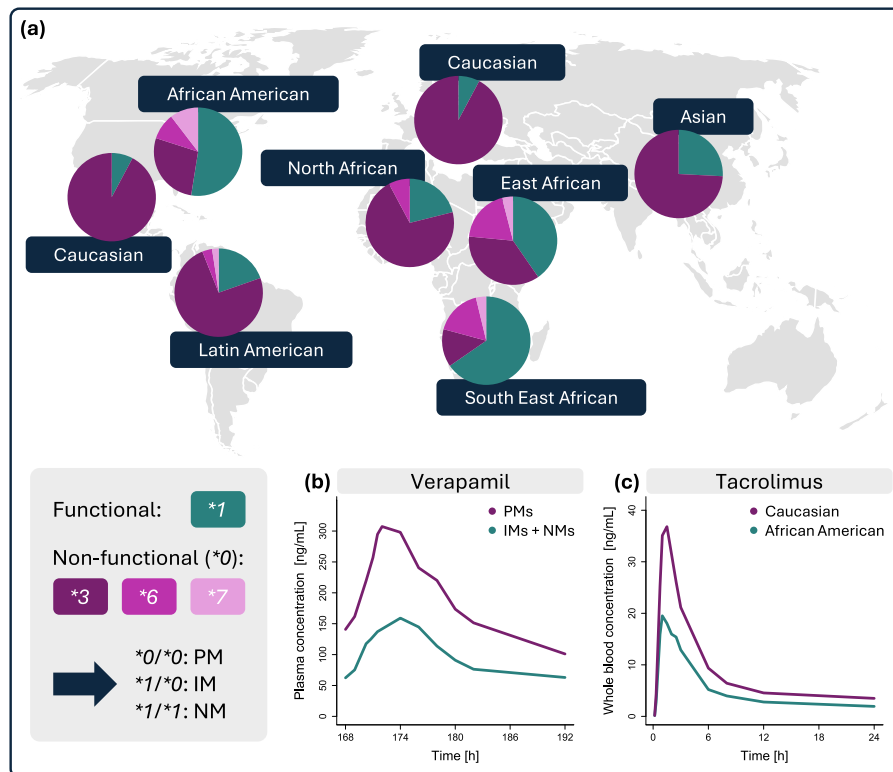 (a)
Caucasian
African American
Asian
North African
East African
Caucasian
Latin American
South East African
Functional: *1
Non-functional (*0):
*3 *6 *7
*0/*0: PM
*1/*0: IM
*1/*1: NM
(b) Verapamil
PMs
IMs + NMs
Plasma concentration [ng/mL]
300
250
200
150
100
50
0
168 174 180 186 192
Time [h]
(c) Tacrolimus
Caucasian
African American
Whole blood concentration [ng/mL]
40
30
20
10
0
0 6 12 18 24
Time [h]